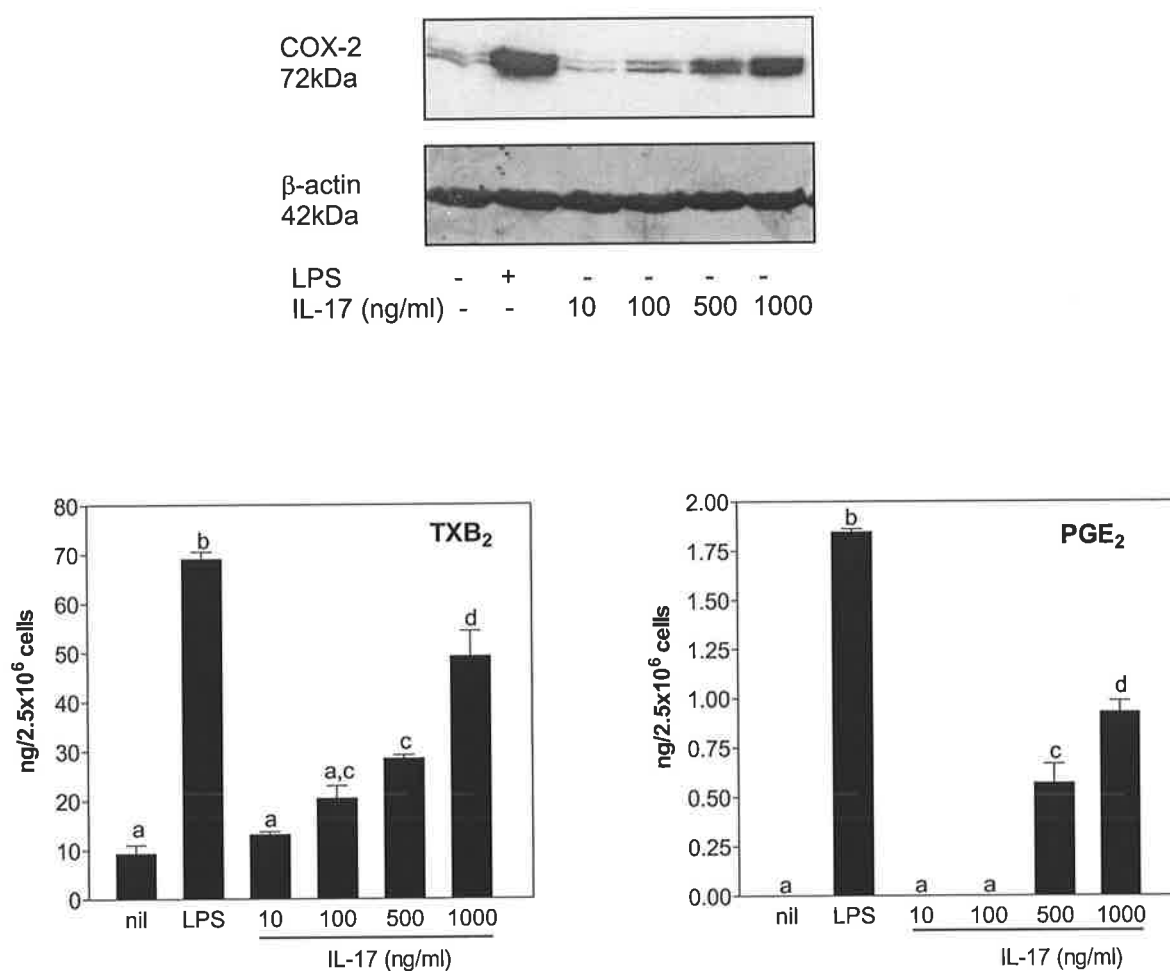 COX-2
72kDa
β-actin
42kDa
LPS - + - - - -
IL-17 (ng/ml) - - 10 100 500 1000
TXB₂
ng/2.5x10⁶ cells
80
70
60
50
40
30
20
10
0
a b a a,c c d
nil LPS 10 100 500 1000
IL-17 (ng/ml)
PGE₂
ng/2.5x10⁶ cells
2.00
1.75
1.50
1.25
1.00
0.75
0.50
0.25
0.00
a b a a c d
nil LPS 10 100 500 1000
IL-17 (ng/ml)